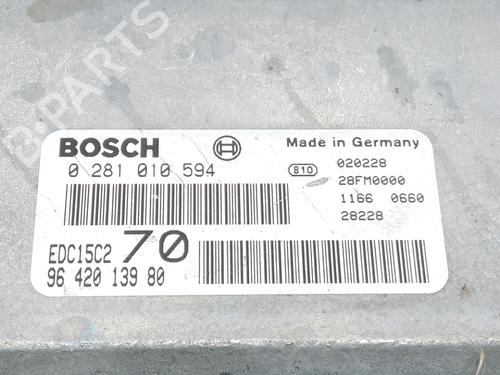 B-PARTS
BOSCH
Made in Germany
0 281 010 594
810
020228
28FM0000
1166 0660
28228
EDC15C2 70
96 420 139 80